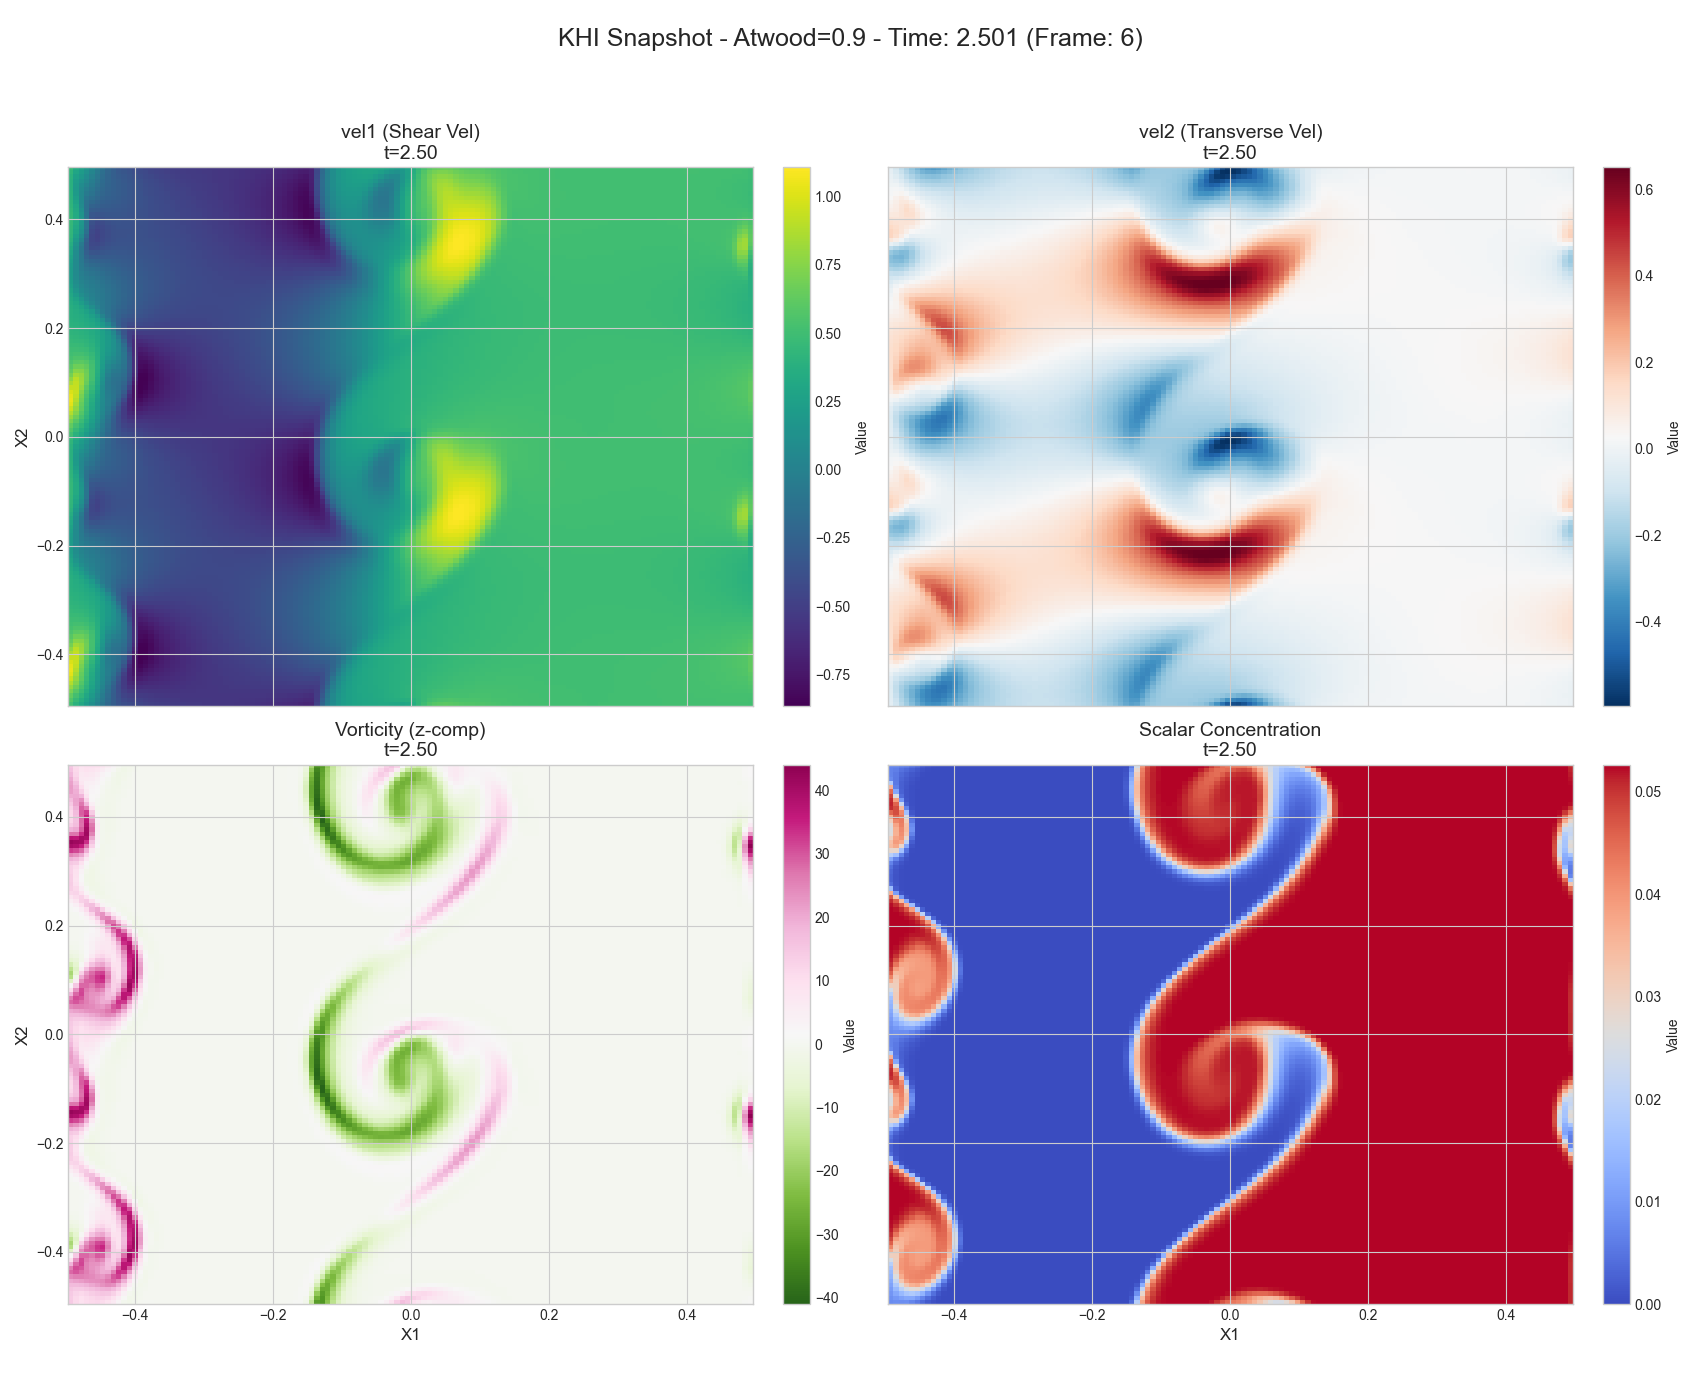 KHI Snapshot - Atwood=0.9 - Time: 2.501 (Frame: 6)
vel1 (Shear Vel)
t=2.50
X2
0.4
0.2
0.0
−0.2
−0.4
1.00
0.75
0.50
0.25
0.00
−0.25
−0.50
−0.75
Value
vel2 (Transverse Vel)
t=2.50
0.6
0.4
0.2
0.0
−0.2
−0.4
Value
Vorticity (z-comp)
t=2.50
X2
0.4
0.2
0.0
−0.2
−0.4
−0.4
−0.2
0.0
0.2
0.4
X1
40
30
20
10
0
−10
−20
−30
−40
Value
Scalar Concentration
t=2.50
−0.4
−0.2
0.0
0.2
0.4
X1
0.05
0.04
0.03
0.02
0.01
0.00
Value